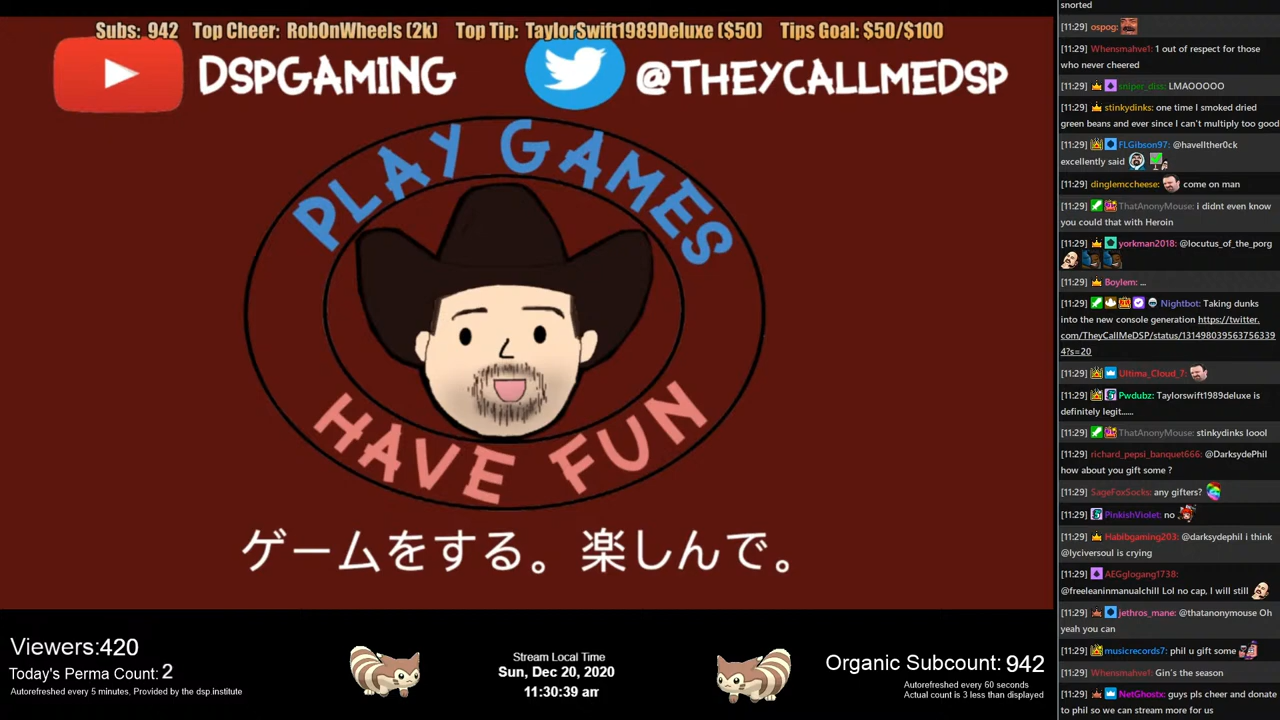 Subs: 942 Top Cheer: RobOnWheels (2k) Top Tip: TaylorSwift1989Deluxe ($50) Tips Goal: $50/$100
DSPGAMING
@THEYCALLMEDSP
PLAY GAMES
HAVE FUN
ゲームをする。楽しんで。
Viewers:420
Today's Perma Count: 2
Autorefreshed every 5 minutes, Provided by the dsp institute
Stream Local Time
Sun, Dec 20, 2020
11:30:39 am
Organic Subcount: 942
Autorefreshed every 60 seconds
Actual count is 3 less than displayed
snorted
[11:29] ospog:
[11:29] Whensmahve1: 1 out of respect for those
who never cheered
[11:29] sniper_diss: LMAOOOOO
[11:29] stinkydinks: one time I smoked dried
green beans and ever since I can't multiply too good
[11:29] FLGibson97: @havellther0ck
excellently said
[11:29] dinglemccheese: come on man
[11:29] ThatAnonyMouse: i didnt even know
you could that with Heroin
[11:29] yorkman2018: @locutus_of_the_porg
[11:29] Boylem: ...
[11:29] Nightbot: Taking dunks
into the new console generation https://twitter.
com/TheyCallMeDSP/status/131498039563756339
4?s=20
[11:29] Ultima_Cloud_7:
[11:29] Pwdubz: Taylorswift1989deluxe is
definitely legit......
[11:29] ThatAnonyMouse: stinkydinks loool
[11:29] richard_pepsi_banquet666: @DarksydePhil
how about you gift some ?
[11:29] SageFoxSocks: any gifters?
[11:29] PinkishViolet: no
[11:29] Habibgaming203: @darksydephil i think
@lyciversoul is crying
[11:29] AEGglogang1738:
@freeleaninmanualchill Lol no cap, I will still
[11:29] jethros_mane: @thatanonymouse Oh
yeah you can
[11:29] musicrecords7: phil u gift some
[11:29] Whensmahve1: Gin's the season
[11:29] NetGhostx: guys pls cheer and donate
to phil so we can stream more for us